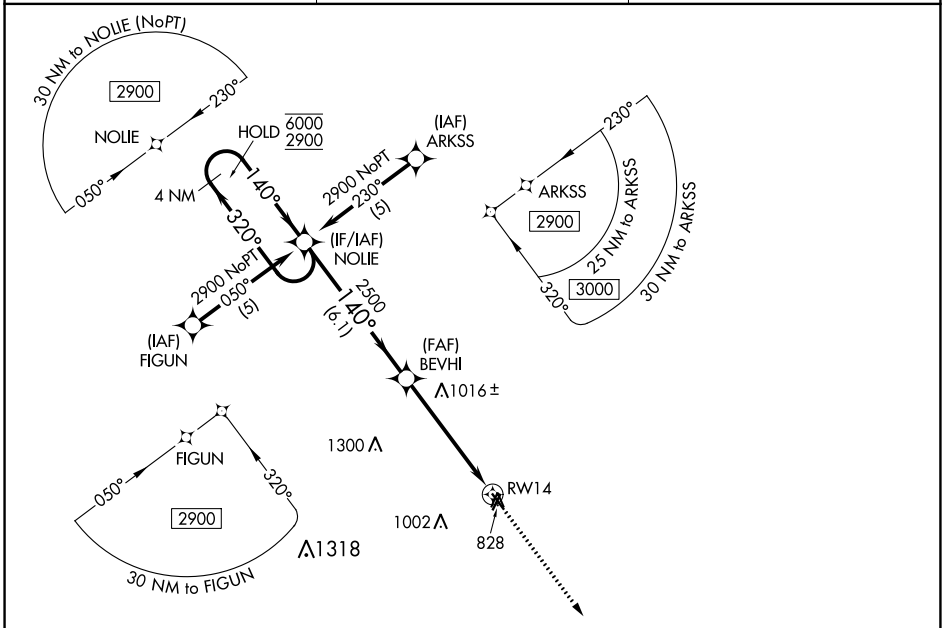 30 NM to NOLIE (NoPT)
2900
230°
NOLIE
050°
HOLD 6000
2900
4 NM
140°
320°
(IAF)
ARKSS
2900 NoPT
230°
(5)
(IF/IAF)
NOLIE
2900 NoPT
050°
(5)
(IAF)
FIGUN
2500
140°
(6.1)
(FAF)
BEVHI
1016±
1300
RW14
1002
828
1318
230°
ARKSS
2900
25 NM to ARKSS
3000
30 NM to ARKSS
320°
FIGUN
050°
320°
2900
30 NM to FIGUN